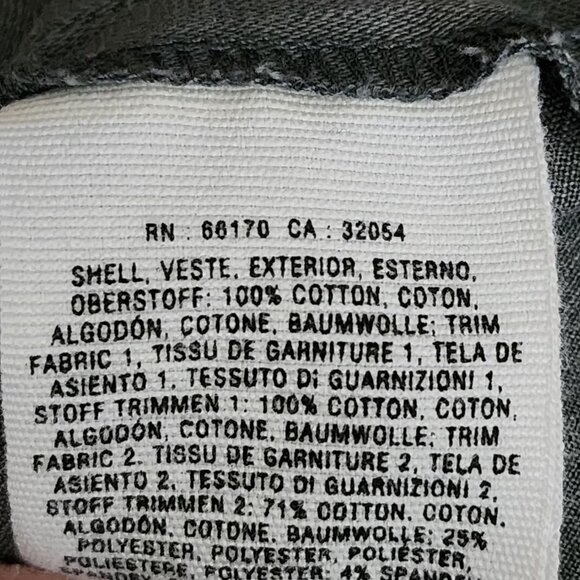 RN : 66170 CA : 32054
SHELL, VESTE, EXTERIOR, ESTERNO,
OBERSTOFF: 100% COTTON, COTON,
ALGODÓN, COTONE, BAUMWOLLE; TRIM
FABRIC 1, TISSU DE GARNITURE 1, TELA DE
ASIENTO 1, TESSUTO DI GUARNIZIONI 1,
STOFF TRIMMEN 1: 100% COTTON, COTON,
ALGODÓN, COTONE, BAUMWOLLE; TRIM
FABRIC 2, TISSU DE GARNITURE 2, TELA DE
ASIENTO 2, TESSUTO DI GUARNIZIONI 2,
STOFF TRIMMEN 2: 71% COTTON, COTON,
ALGODÓN, COTONE, BAUMWOLLE; 25%
POLYESTER, POLYESTER, POLIÉSTER,
POLIESTERE, POLYESTER; 4% SPANDEX,